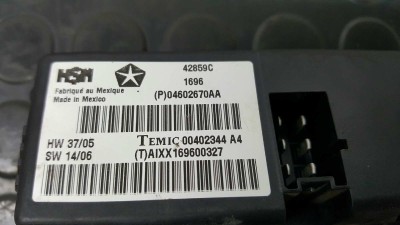 HSM
42859C
1696
Fabriqué au Mexique
Made in Mexico
(P)04602670AA
HW 37/05
SW 14/06
TEMIC 00402344 A4
(T)AIXX169600327